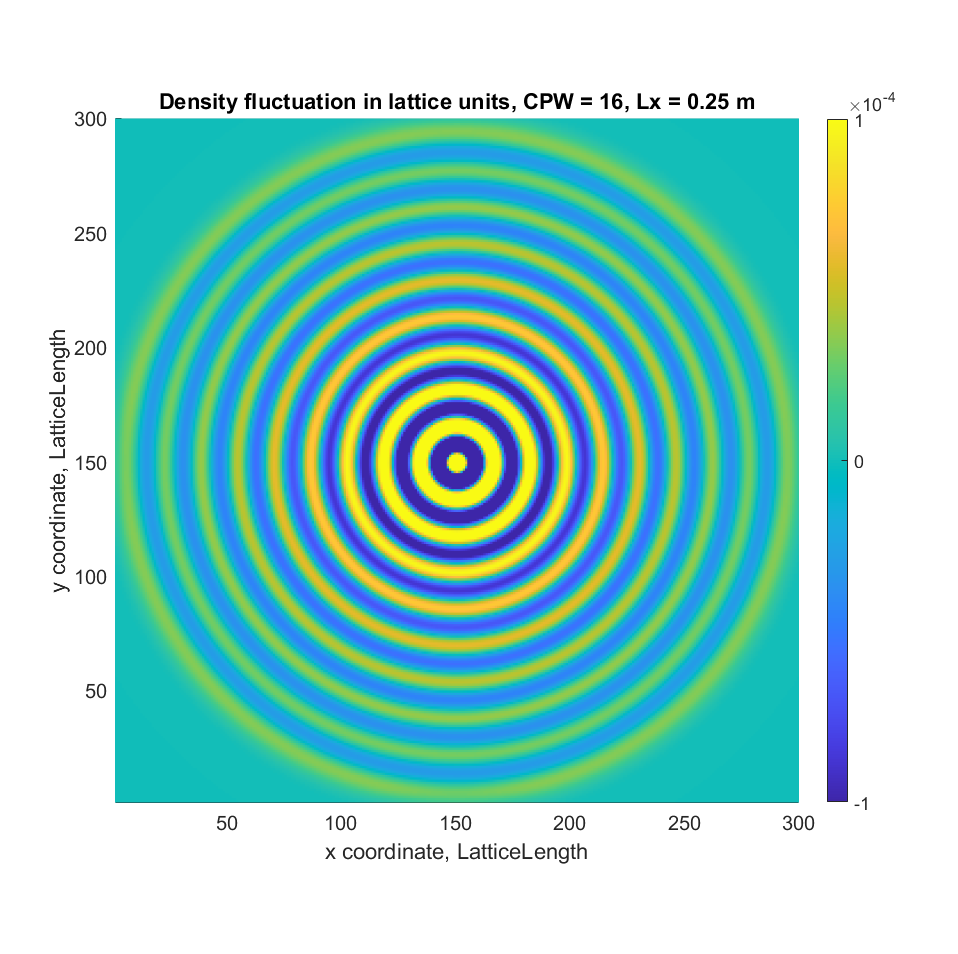 Density fluctuation in lattice units, CPW = 16, Lx = 0.25 m
×10-4
300
250
200
150
100
50
y coordinate, LatticeLength
50 100 150 200 250 300
x coordinate, LatticeLength
1
0
-1